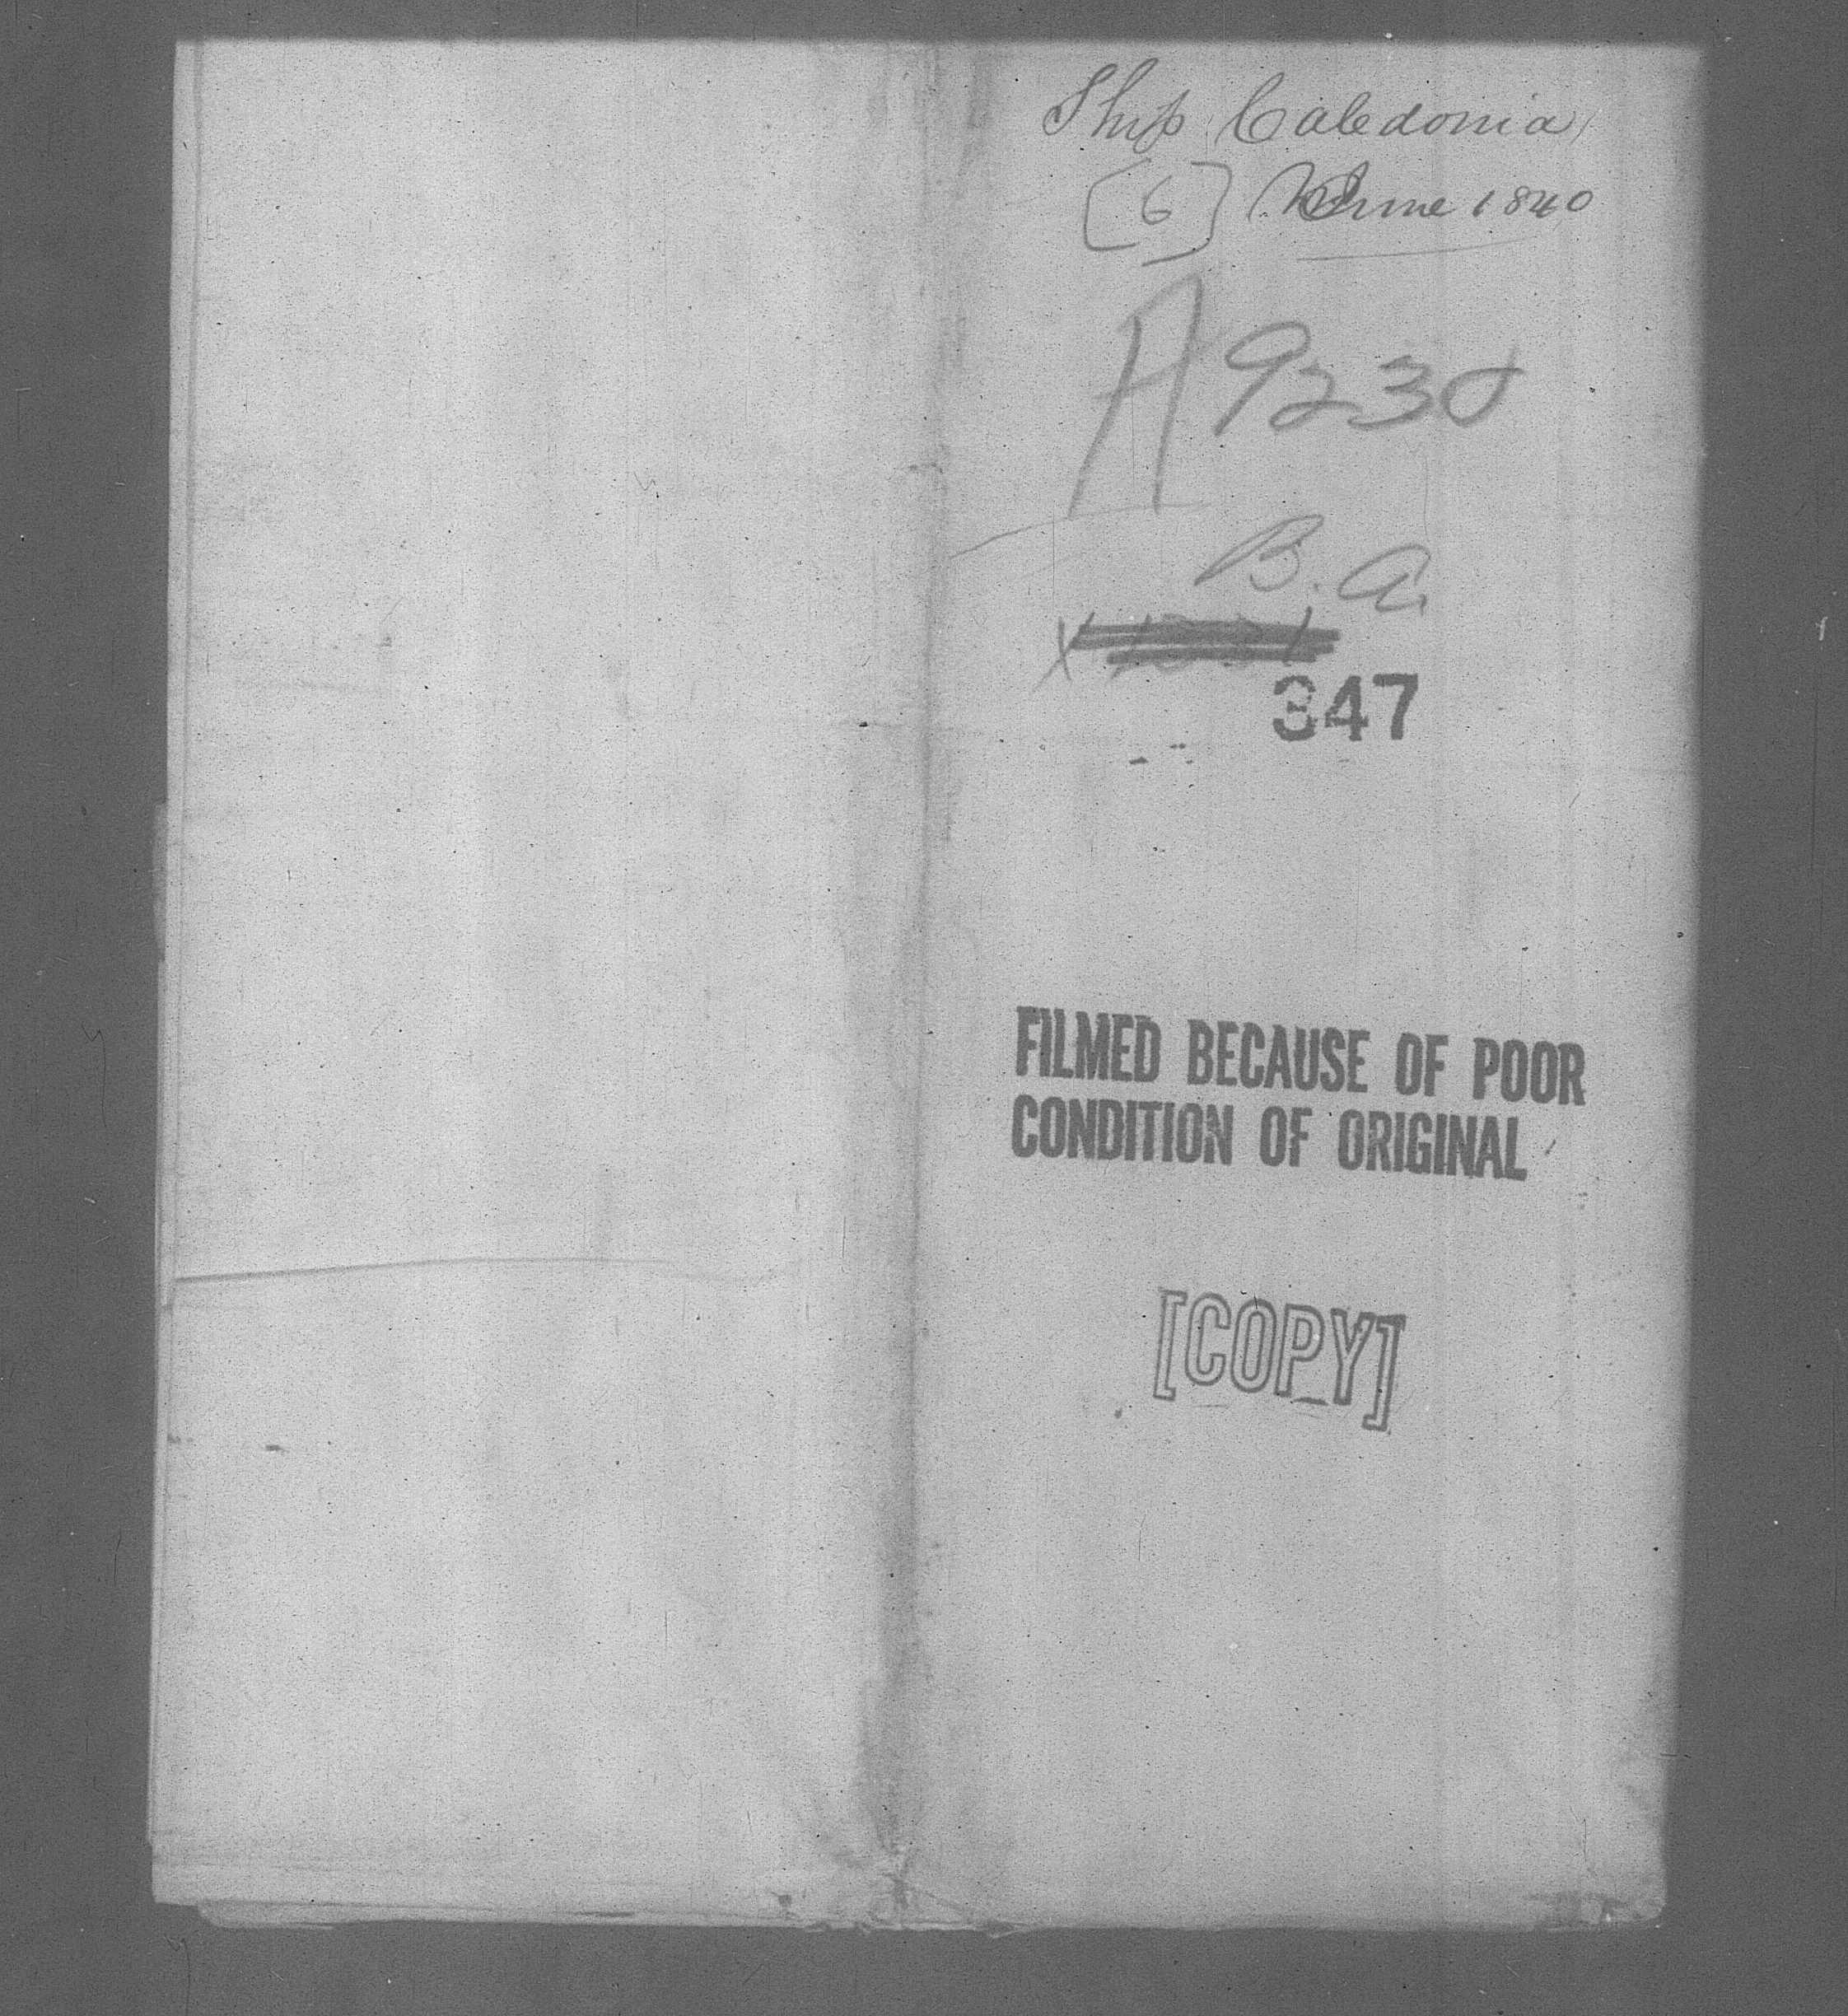 Ship Caledonia
[6] June 1840
A 9230
B. A.
347
FILMED BECAUSE OF POOR
CONDITION OF ORIGINAL
[COPY]